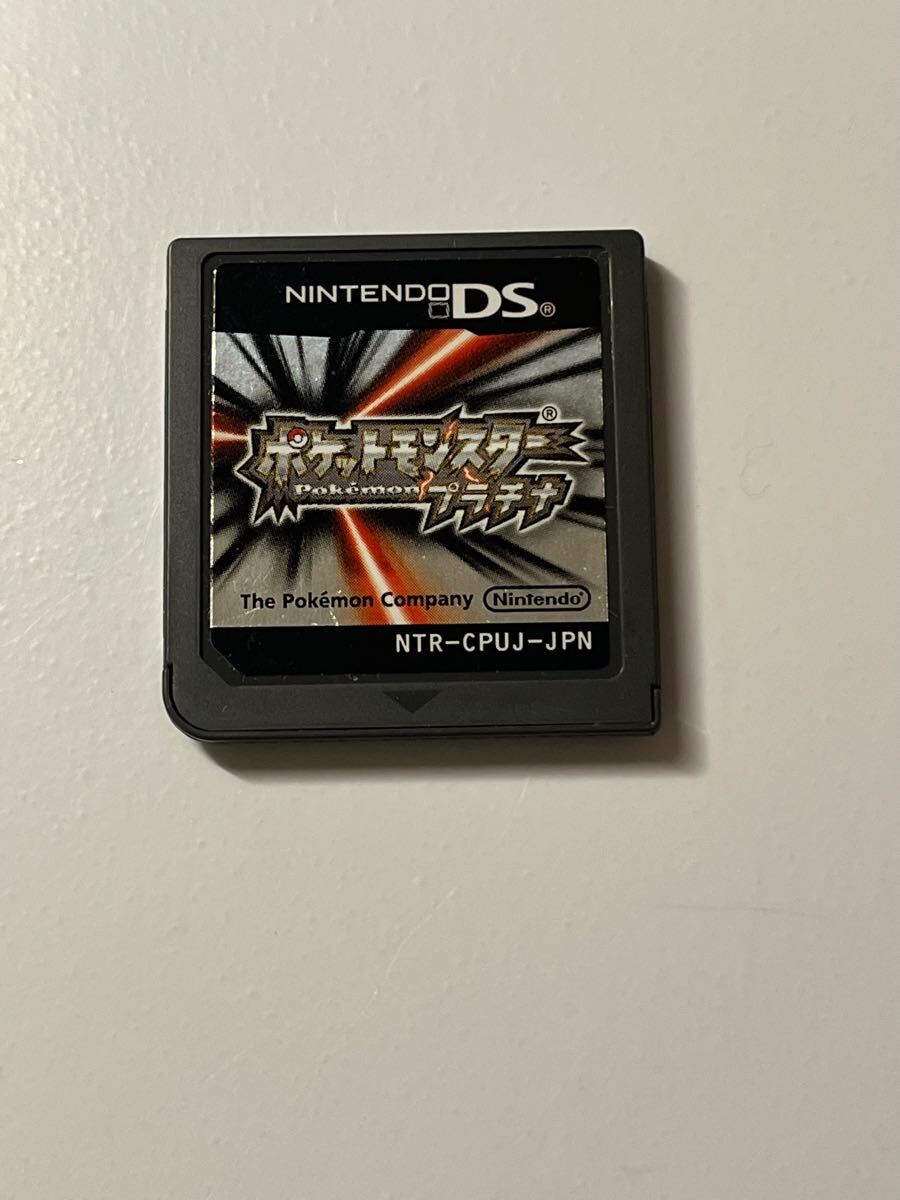 NINTENDO DS®
ポケットモンスター®
Pokémon プラチナ
The Pokémon Company Nintendo®
NTR-CPUJ-JPN